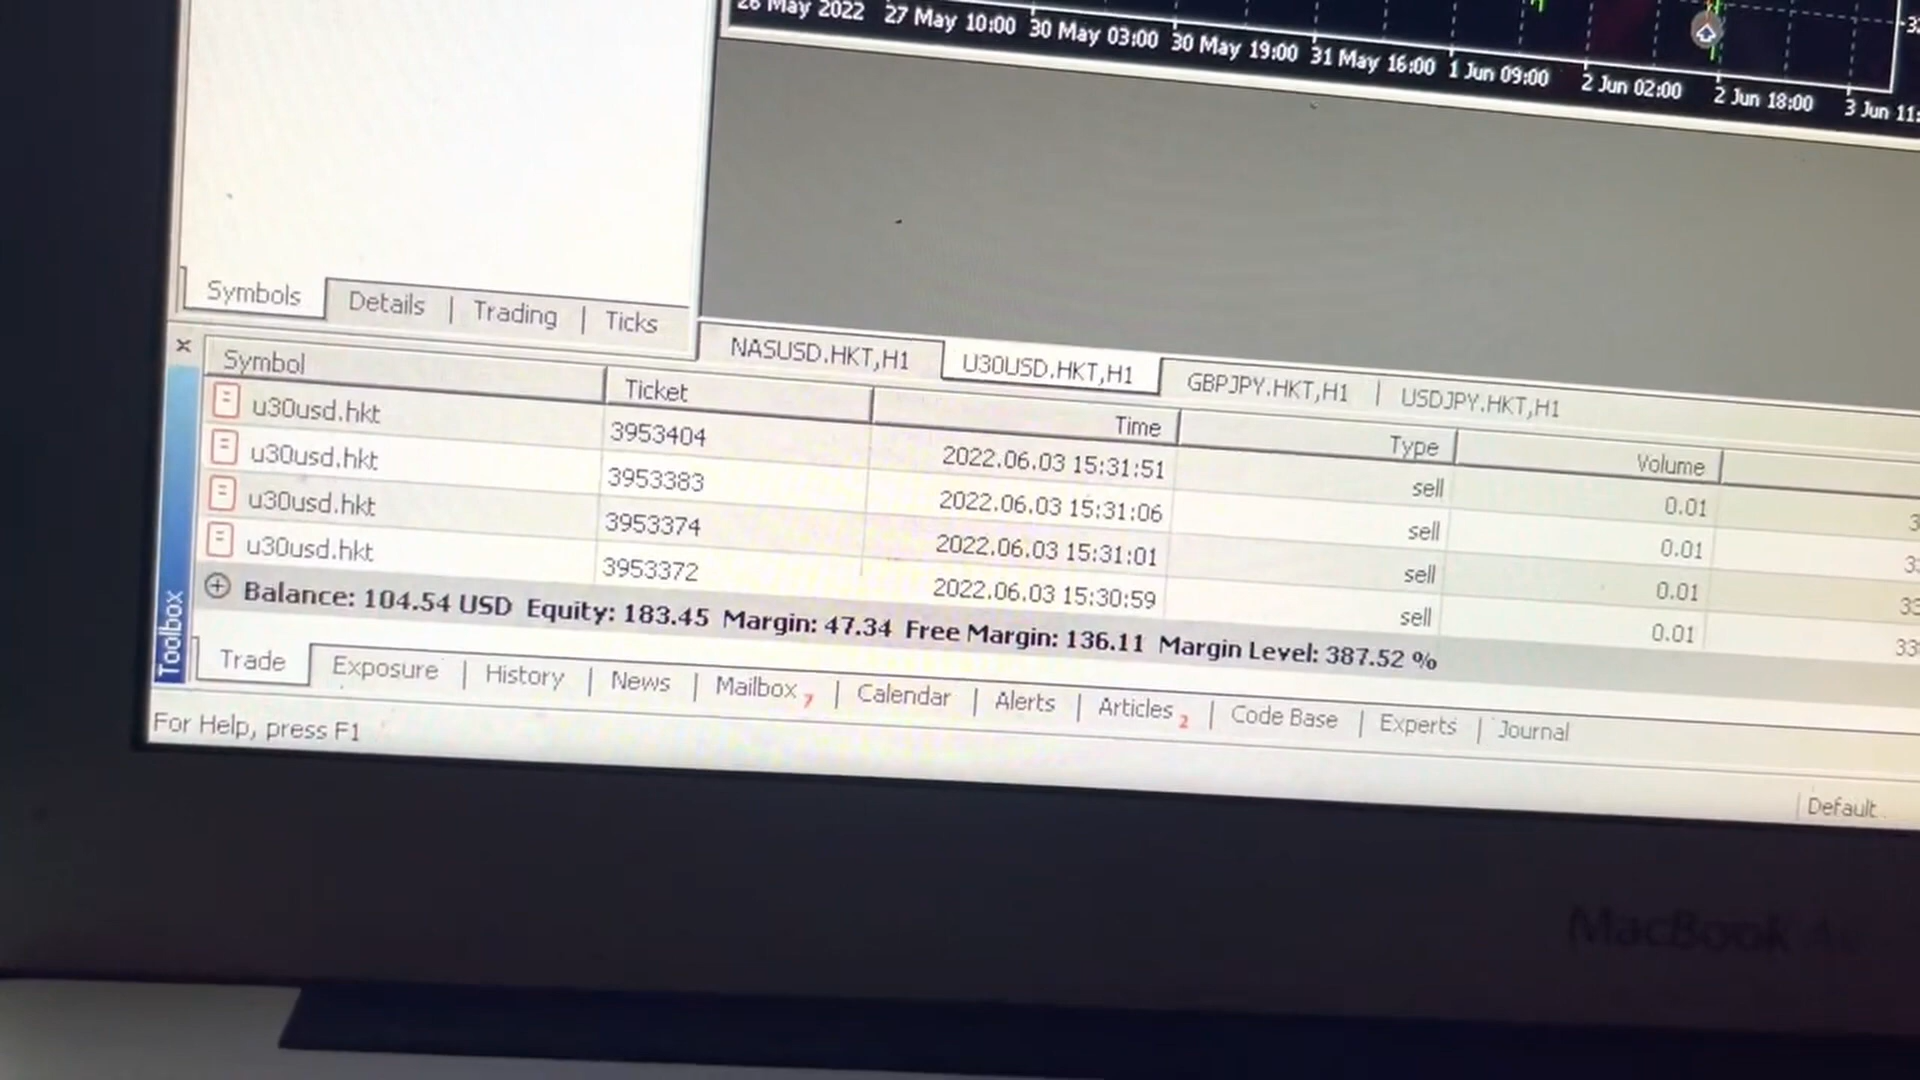 26 May 2022 27 May 10:00 30 May 03:00 30 May 19:00 31 May 16:00 1 Jun 09:00 2 Jun 02:00 2 Jun 18:00 3 Jun
Symbols Details | Trading | Ticks
NASUSD.HKT,H1 U30USD.HKT,H1 GBPJPY.HKT,H1 | USDJPY.HKT,H1
Symbol Ticket Time Type Volume
u30usd.hkt 3953404 2022.06.03 15:31:51 sell 0.01
u30usd.hkt 3953383 2022.06.03 15:31:06 sell 0.01
u30usd.hkt 3953374 2022.06.03 15:31:01 sell 0.01
u30usd.hkt 3953372 2022.06.03 15:30:59 sell 0.01
Balance: 104.54 USD Equity: 183.45 Margin: 47.34 Free Margin: 136.11 Margin Level: 387.52 %
Toolbox
Trade Exposure | History | News | Mailbox 7 | Calendar | Alerts | Articles 2 | Code Base | Experts | Journal
For Help, press F1
Default
MacBook